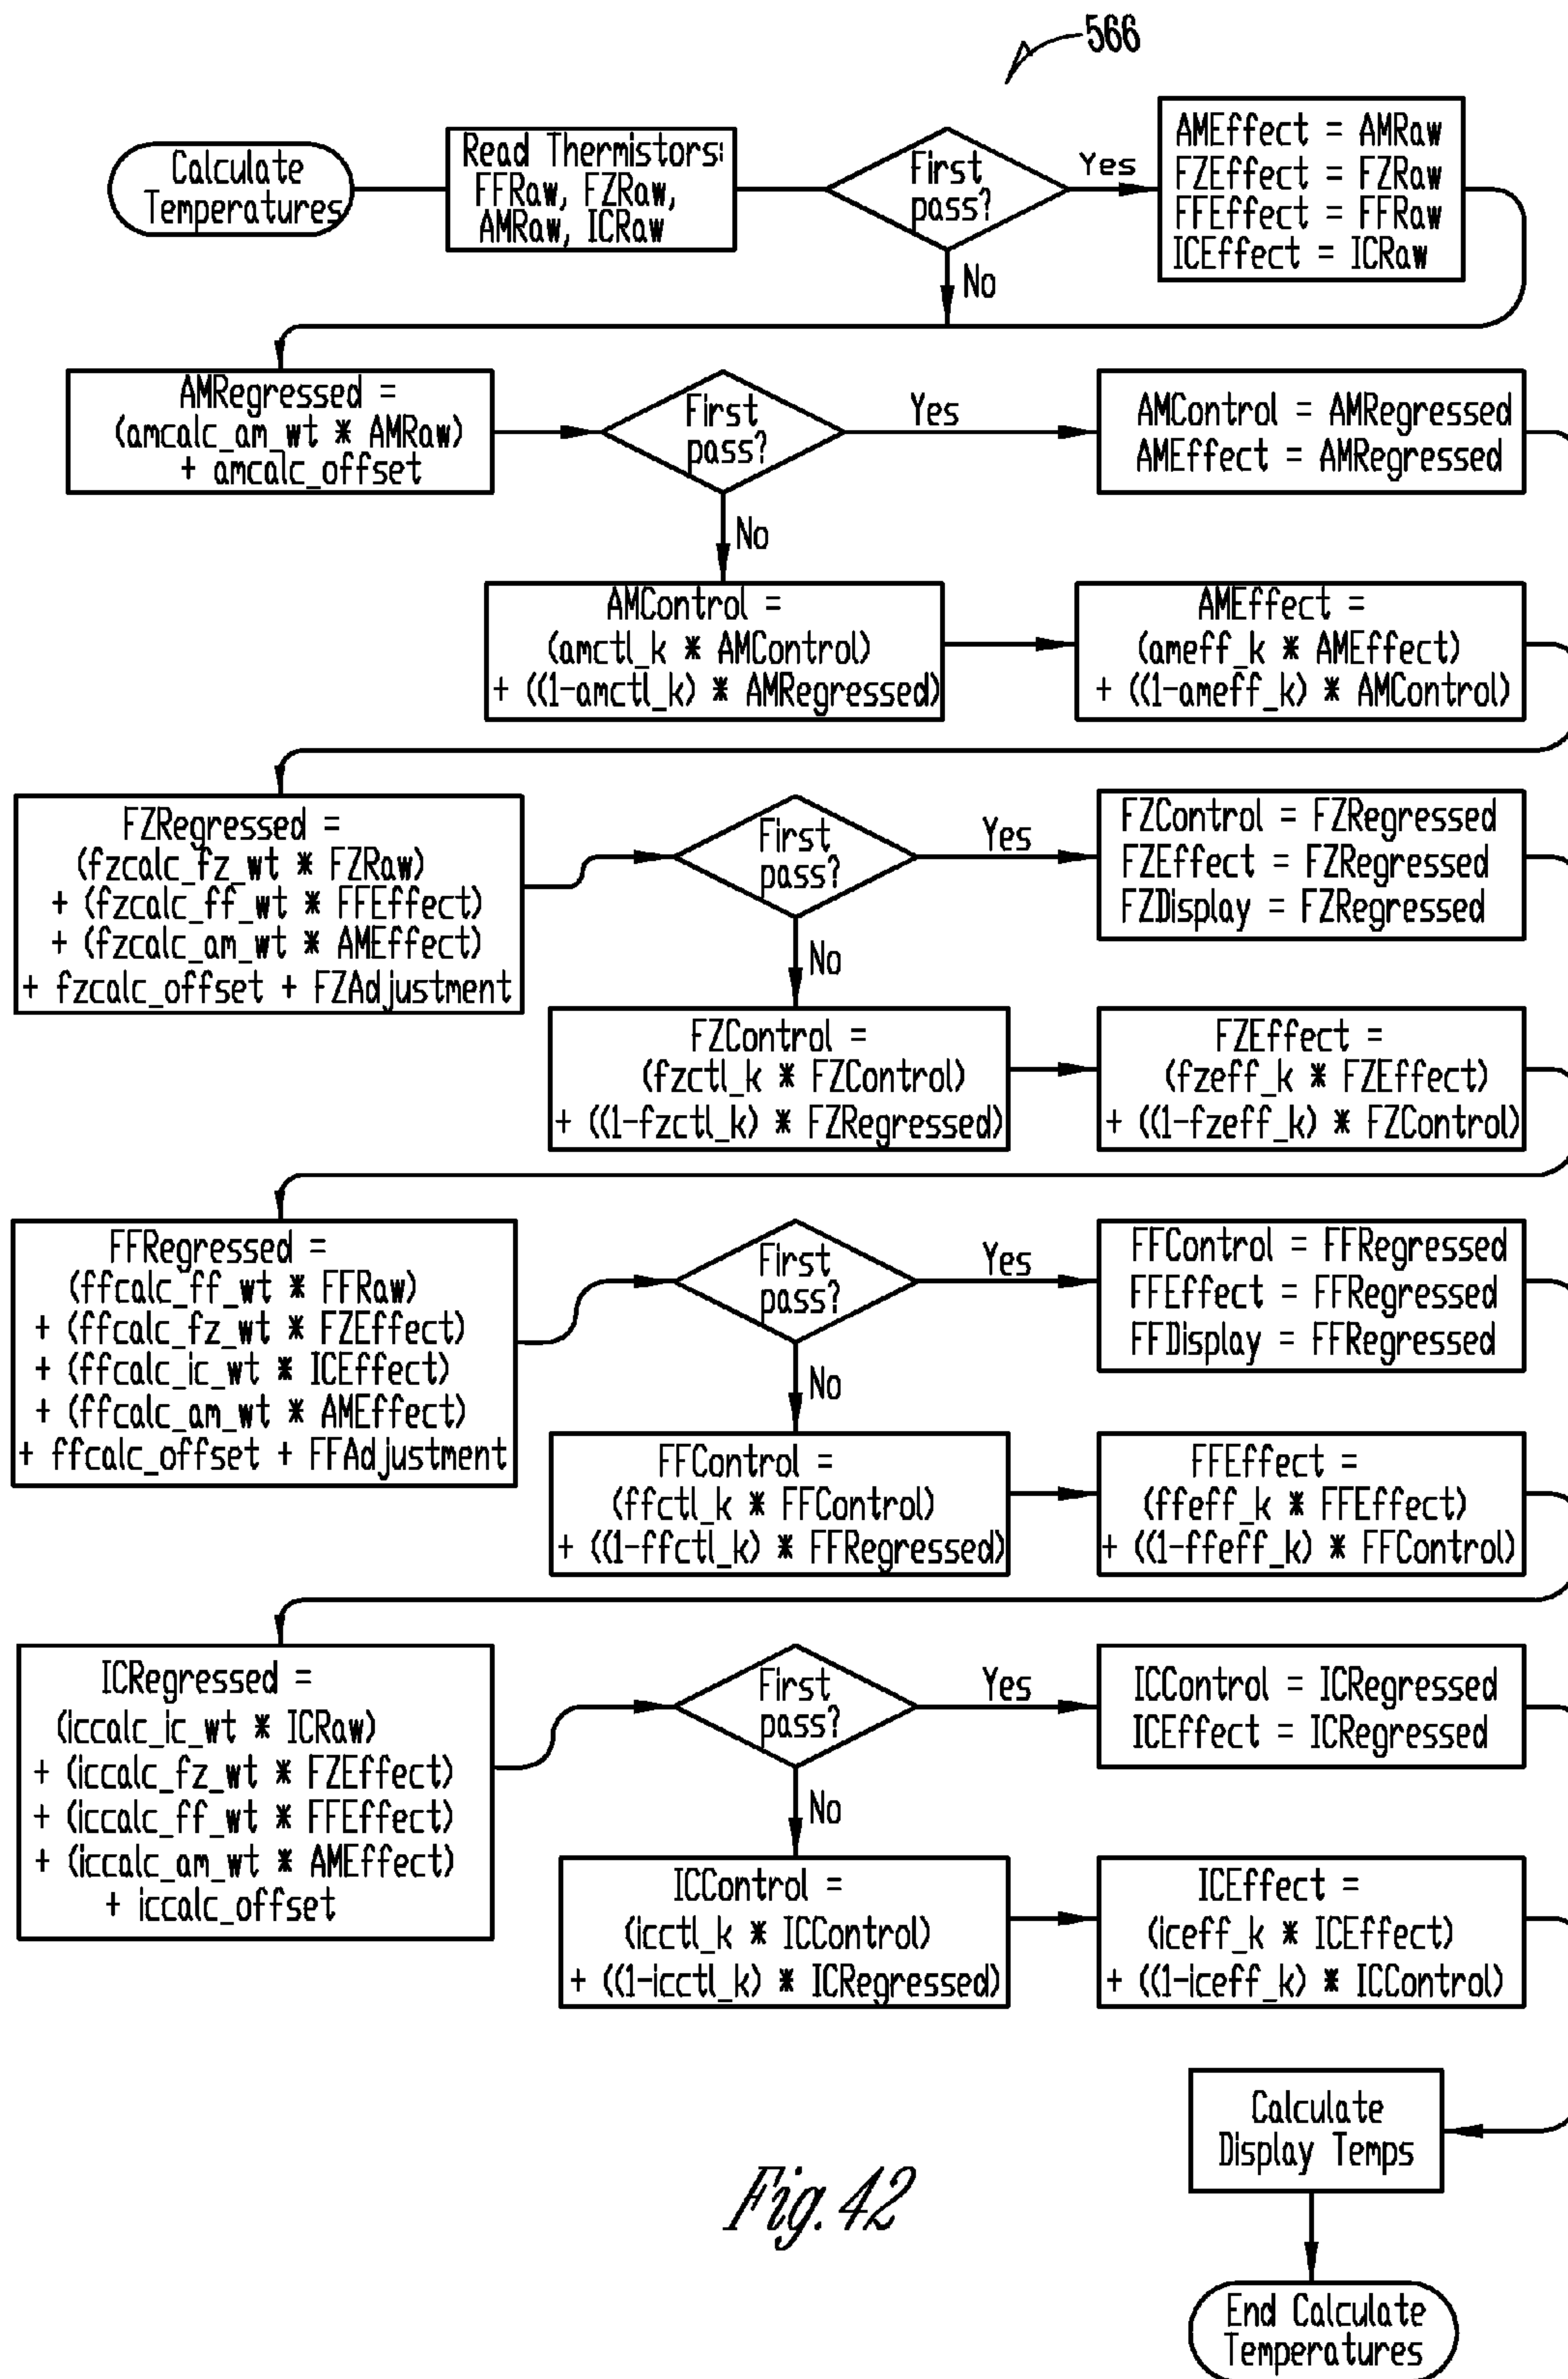 566
Calculate
Temperatures
Read Thermistors:
FFRaw, FZRaw,
AMRaw, ICRaw
First
pass?
Yes
No
AMEffect = AMRaw
FZEffect = FZRaw
FFEffect = FFRaw
ICEffect = ICRaw
AMRegressed =
(amcalc_am_wt * AMRaw)
+ amcalc_offset
First
pass?
Yes
No
AMControl = AMRegressed
AMEffect = AMRegressed
AMControl =
(amctl_k * AMControl)
+ ((1-amctl_k) * AMRegressed)
AMEffect =
(ameff_k * AMEffect)
+ ((1-ameff_k) * AMControl)
FZRegressed =
(fzcalc_fz_wt * FZRaw)
+ (fzcalc_ff_wt * FFEffect)
+ (fzcalc_am_wt * AMEffect)
+ fzcalc_offset + FZAdjustment
First
pass?
Yes
No
FZControl = FZRegressed
FZEffect = FZRegressed
FZDisplay = FZRegressed
FZControl =
(fzctl_k * FZControl)
+ ((1-fzctl_k) * FZRegressed)
FZEffect =
(fzeff_k * FZEffect)
+ ((1-fzeff_k) * FZControl)
FFRegressed =
(ffcalc_ff_wt * FFRaw)
+ (ffcalc_fz_wt * FZEffect)
+ (ffcalc_ic_wt * ICEffect)
+ (ffcalc_am_wt * AMEffect)
+ ffcalc_offset + FFAdjustment
First
pass?
Yes
No
FFControl = FFRegressed
FFEffect = FFRegressed
FFDisplay = FFRegressed
FFControl =
(ffctl_k * FFControl)
+ ((1-ffctl_k) * FFRegressed)
FFEffect =
(ffeff_k * FFEffect)
+ ((1-ffeff_k) * FFControl)
ICRegressed =
(iccalc_ic_wt * ICRaw)
+ (iccalc_fz_wt * FZEffect)
+ (iccalc_ff_wt * FFEffect)
+ (iccalc_am_wt * AMEffect)
+ iccalc_offset
First
pass?
Yes
No
ICControl = ICRegressed
ICEffect = ICRegressed
ICControl =
(icctl_k * ICControl)
+ ((1-icctl_k) * ICRegressed)
ICEffect =
(iceff_k * ICEffect)
+ ((1-iceff_k) * ICControl)
Calculate
Display Temps
End Calculate
Temperatures
Fig. 42